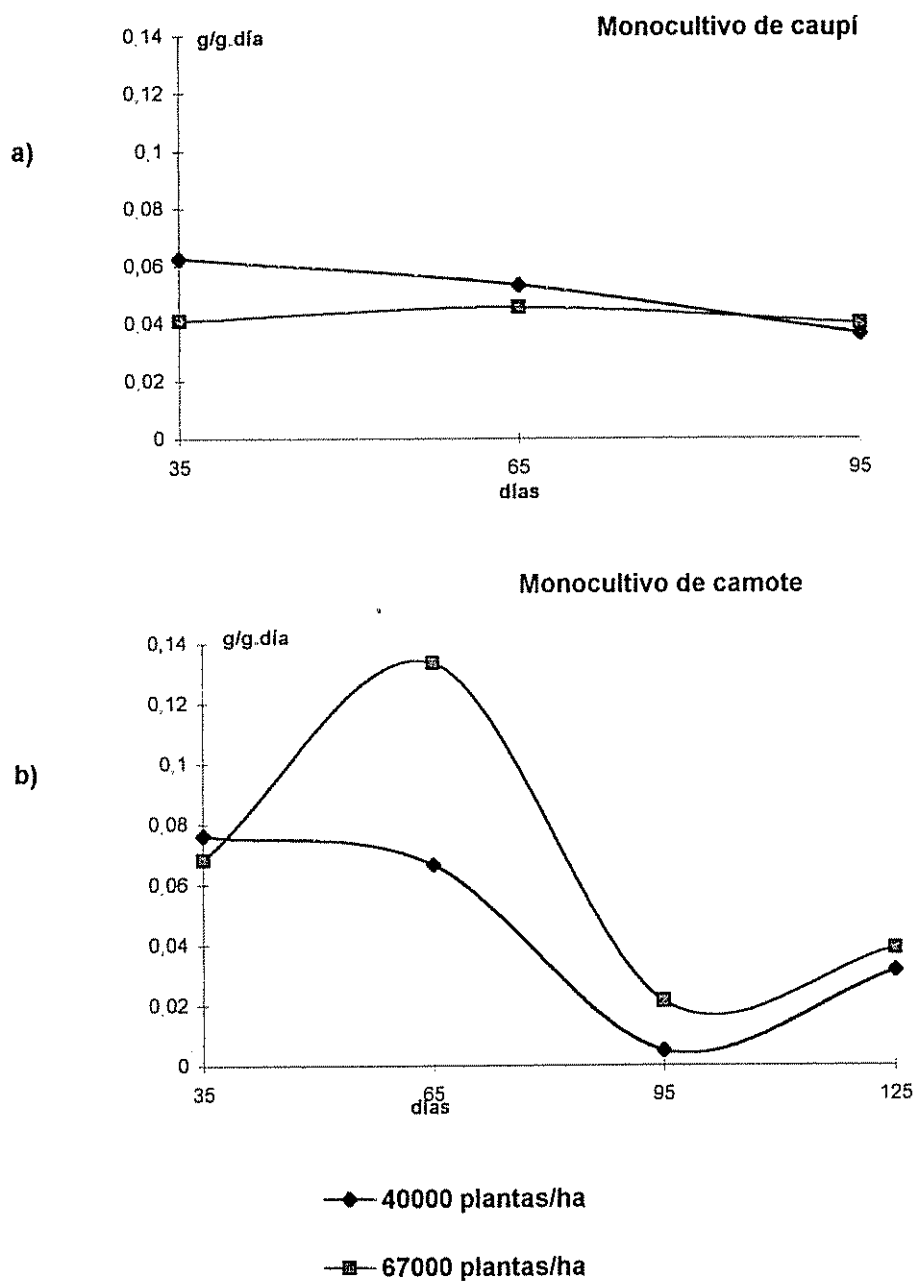 Monocultivo de caupí
g/g.día
a)
0,14
0,12
0,1
0,08
0,06
0,04
0,02
0
35 65 95
días
Monocultivo de camote
g/g.día
b)
0,14
0,12
0,1
0,08
0,06
0,04
0,02
0
35 65 95 125
días
40000 plantas/ha
67000 plantas/ha